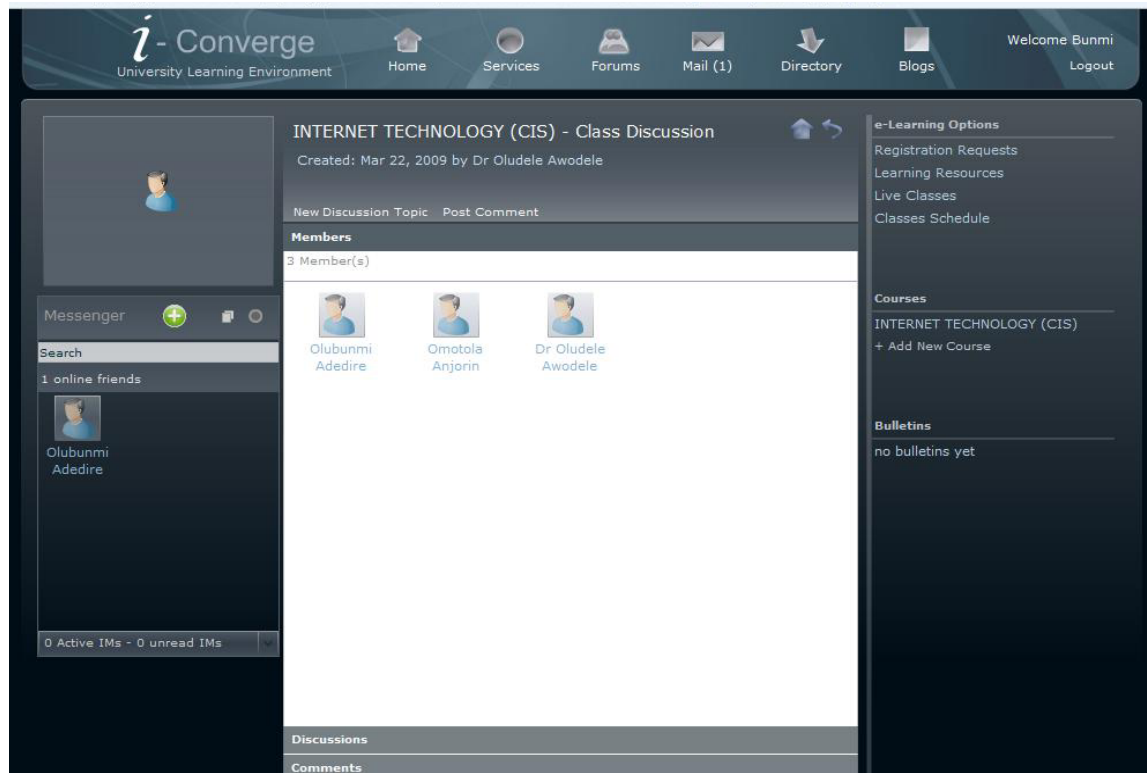 i - Converge
University Learning Environment
Home
Services
Forums
Mail (1)
Directory
Blogs
Welcome Bunmi
Logout
Messenger
Search
1 online friends
Olubunmi
Adedire
0 Active IMs - 0 unread IMs
INTERNET TECHNOLOGY (CIS) - Class Discussion
Created: Mar 22, 2009 by Dr Oludele Awodele
New Discussion Topic Post Comment
Members
3 Member(s)
Olubunmi
Adedire
Omotola
Anjorin
Dr Oludele
Awodele
Discussions
Comments
e-Learning Options
Registration Requests
Learning Resources
Live Classes
Classes Schedule
Courses
INTERNET TECHNOLOGY (CIS)
+ Add New Course
Bulletins
no bulletins yet